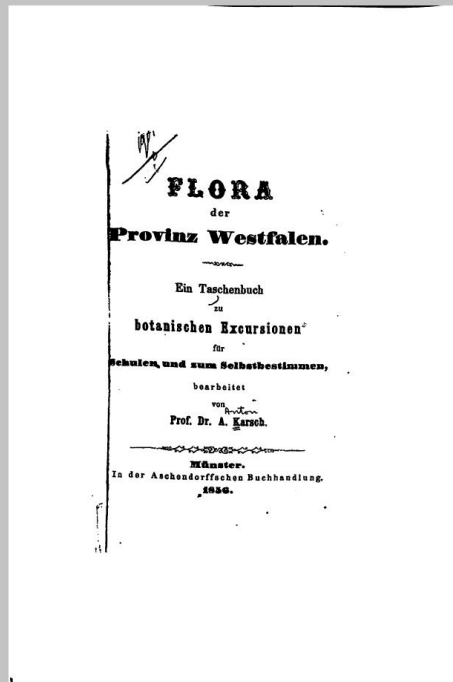 FLORA
der
Provinz Westfalen.
Ein Taschenbuch
zu
botanischen Excursionen
für
Schulen und zum Selbstbestimmen,
bearbeitet
von
Anton
Prof. Dr. A. Karsch.
Münster.
In der Aschendorffschen Buchhandlung.
1856.